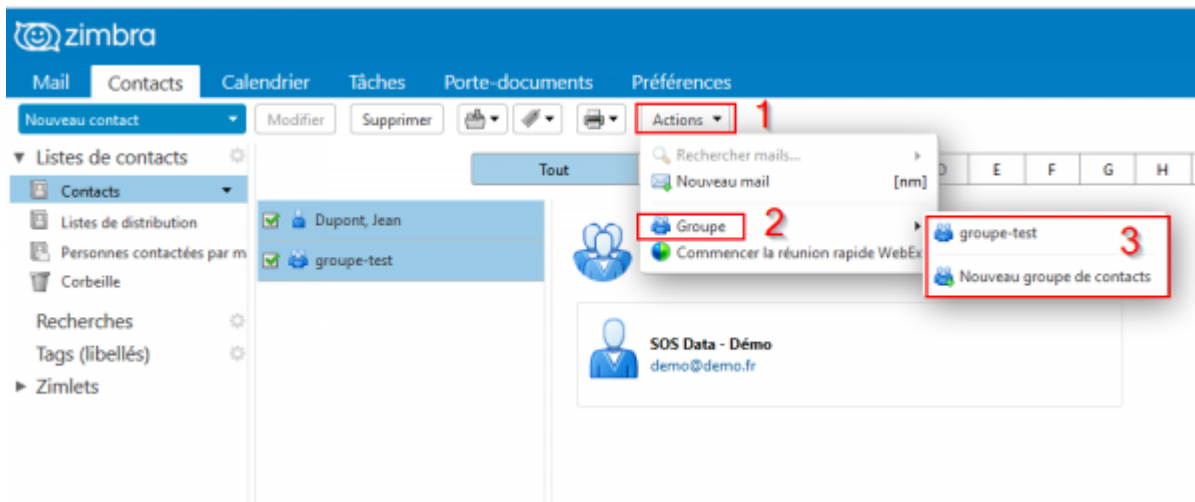 zimbra
Mail Contacts Calendrier Tâches Porte-documents Préférences
Nouveau contact Modifier Supprimer Actions 1
Listes de contacts
Contacts
Listes de distribution
Personnes contactées par m
Corbeille
Recherches
Tags (libellés)
Zimlets
Tout E F G H
Dupont, Jean
groupe-test
Rechercher mails...
Nouveau mail [nm]
Groupe 2
Commencer la réunion rapide WebEx
groupe-test 3
Nouveau groupe de contacts
SOS Data - Démo
demo@demo.fr